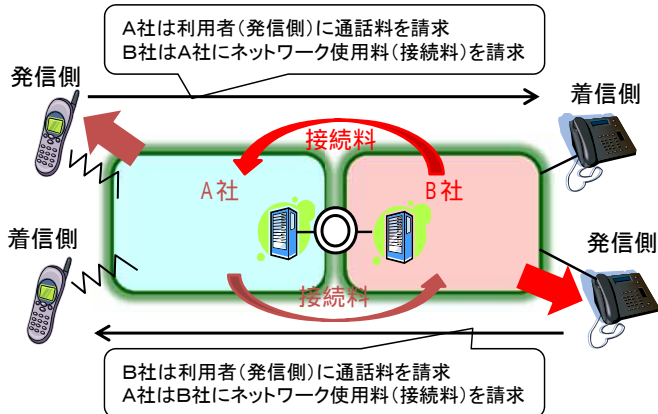 A社は利用者(発信側)に通話料を請求
B社はA社にネットワーク使用料(接続料)を請求
発信側
着信側
接続料
A社
B社
着信側
発信側
接続料
B社は利用者(発信側)に通話料を請求
A社はB社にネットワーク使用料(接続料)を請求